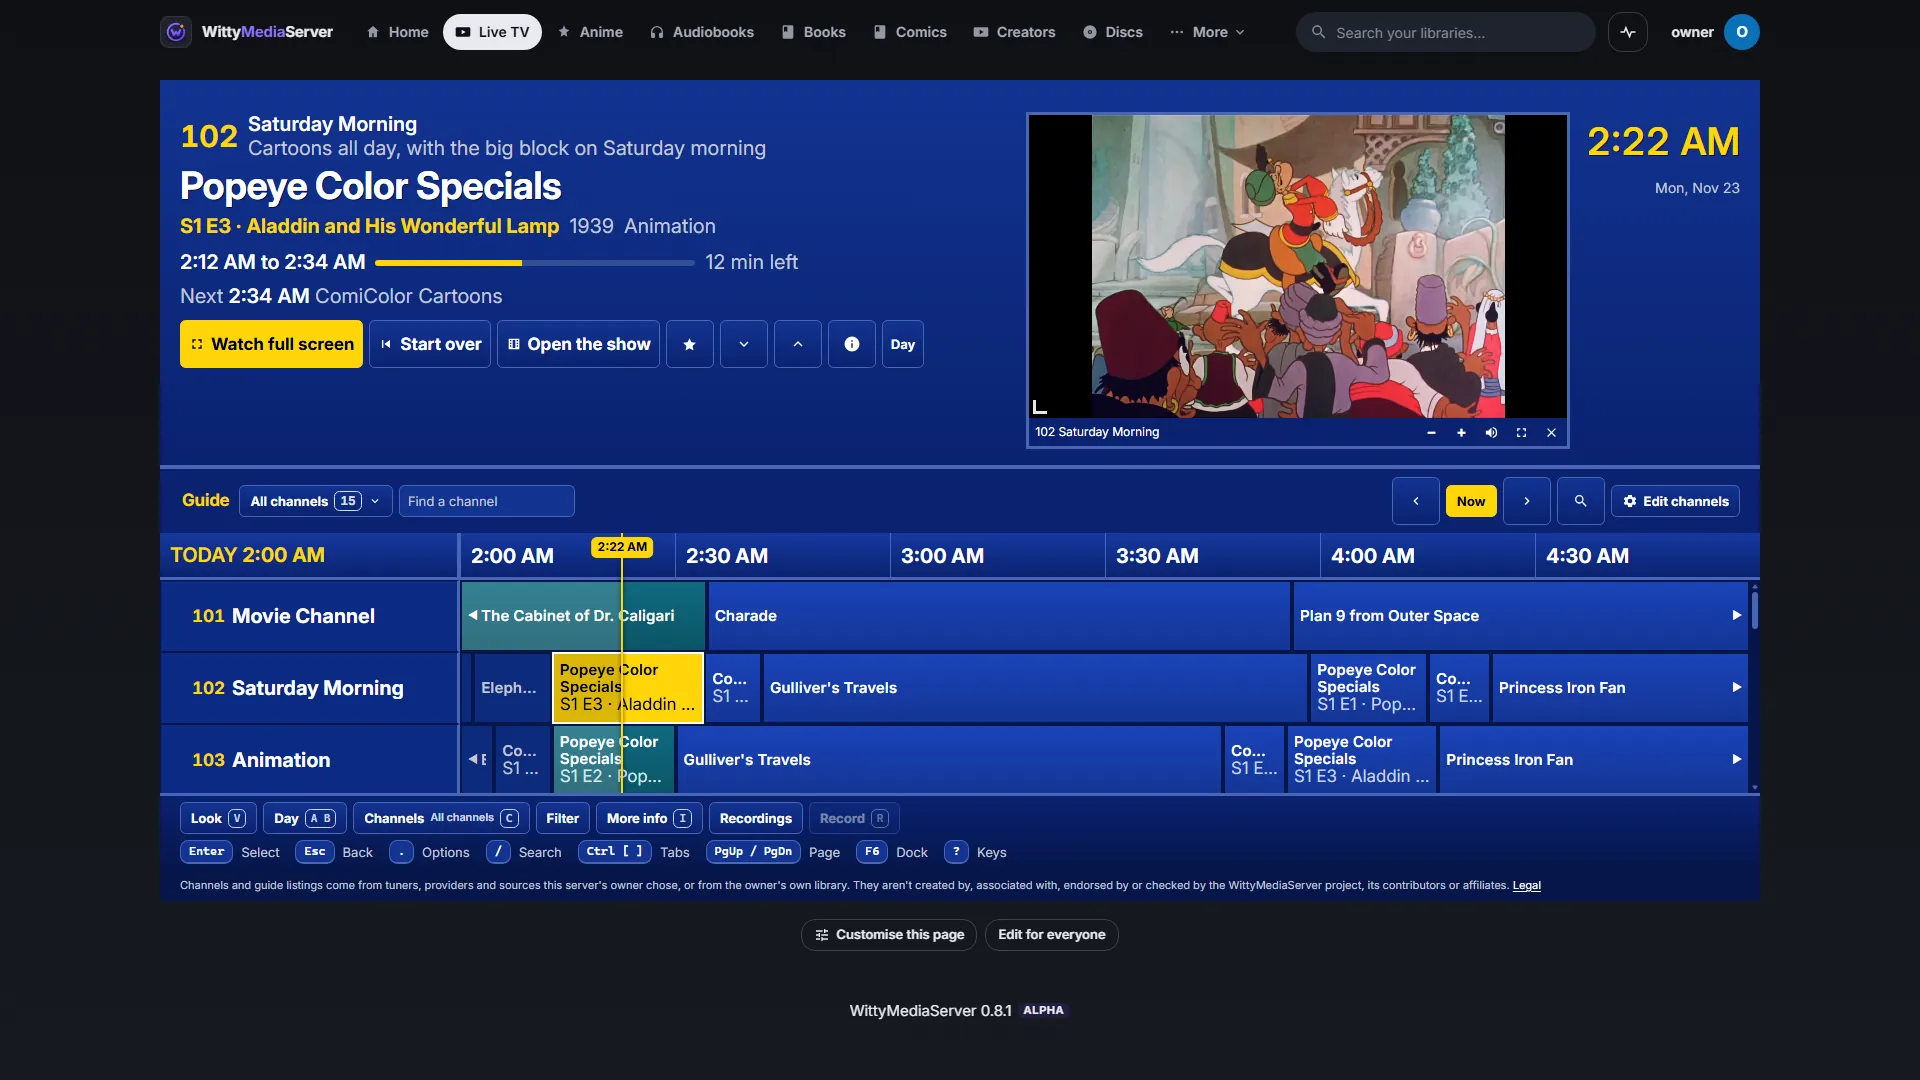 WittyMediaServer
Home
Live TV
Anime
Audiobooks
Books
Comics
Creators
Discs
More
Search your libraries...
owner
O
102
Saturday Morning
Cartoons all day, with the big block on Saturday morning
Popeye Color Specials
S1 E3 · Aladdin and His Wonderful Lamp 1939 Animation
2:12 AM to 2:34 AM 12 min left
Next 2:34 AM ComiColor Cartoons
Watch full screen
Start over
Open the show
Day
102 Saturday Morning
2:22 AM
Mon, Nov 23
Guide
All channels 15
Find a channel
Now
Edit channels
TODAY 2:00 AM
2:00 AM
2:22 AM
2:30 AM
3:00 AM
3:30 AM
4:00 AM
4:30 AM
101 Movie Channel
The Cabinet of Dr. Caligari
Charade
Plan 9 from Outer Space
102 Saturday Morning
Eleph...
Popeye Color
Specials
S1 E3 · Aladdin ...
Co...
S1 ...
Gulliver's Travels
Popeye Color
Specials
S1 E1 · Pop...
Co...
S1 E...
Princess Iron Fan
103 Animation
Co...
S1 ...
Popeye Color
Specials
S1 E2 · Pop...
Gulliver's Travels
Co...
S1 E...
Popeye Color
Specials
S1 E3 · Aladdin ...
Princess Iron Fan
Look V
Day A B
Channels All channels C
Filter
More info I
Recordings
Record R
Enter Select
Esc Back
. Options
/ Search
Ctrl [ ] Tabs
PgUp / PgDn Page
F6 Dock
? Keys
Channels and guide listings come from tuners, providers and sources this server's owner chose, or from the owner's own library. They aren't created by, associated with, endorsed by or checked by the WittyMediaServer project, its contributors or affiliates. Legal
Customise this page
Edit for everyone
WittyMediaServer 0.8.1 ALPHA